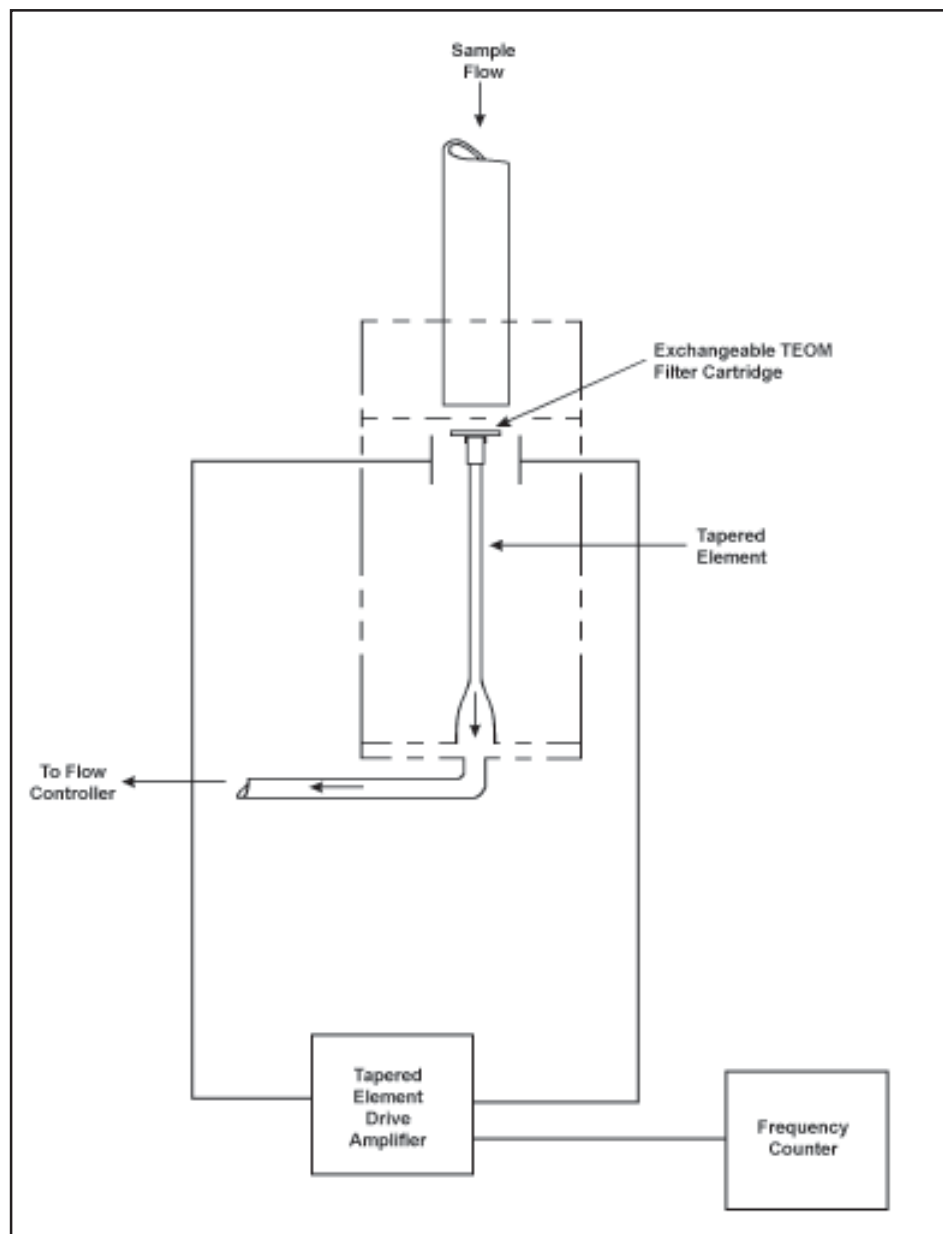 Sample
Flow
Exchangeable TEOM
Filter Cartridge
Tapered
Element
To Flow
Controller
Tapered
Element
Drive
Amplifier
Frequency
Counter